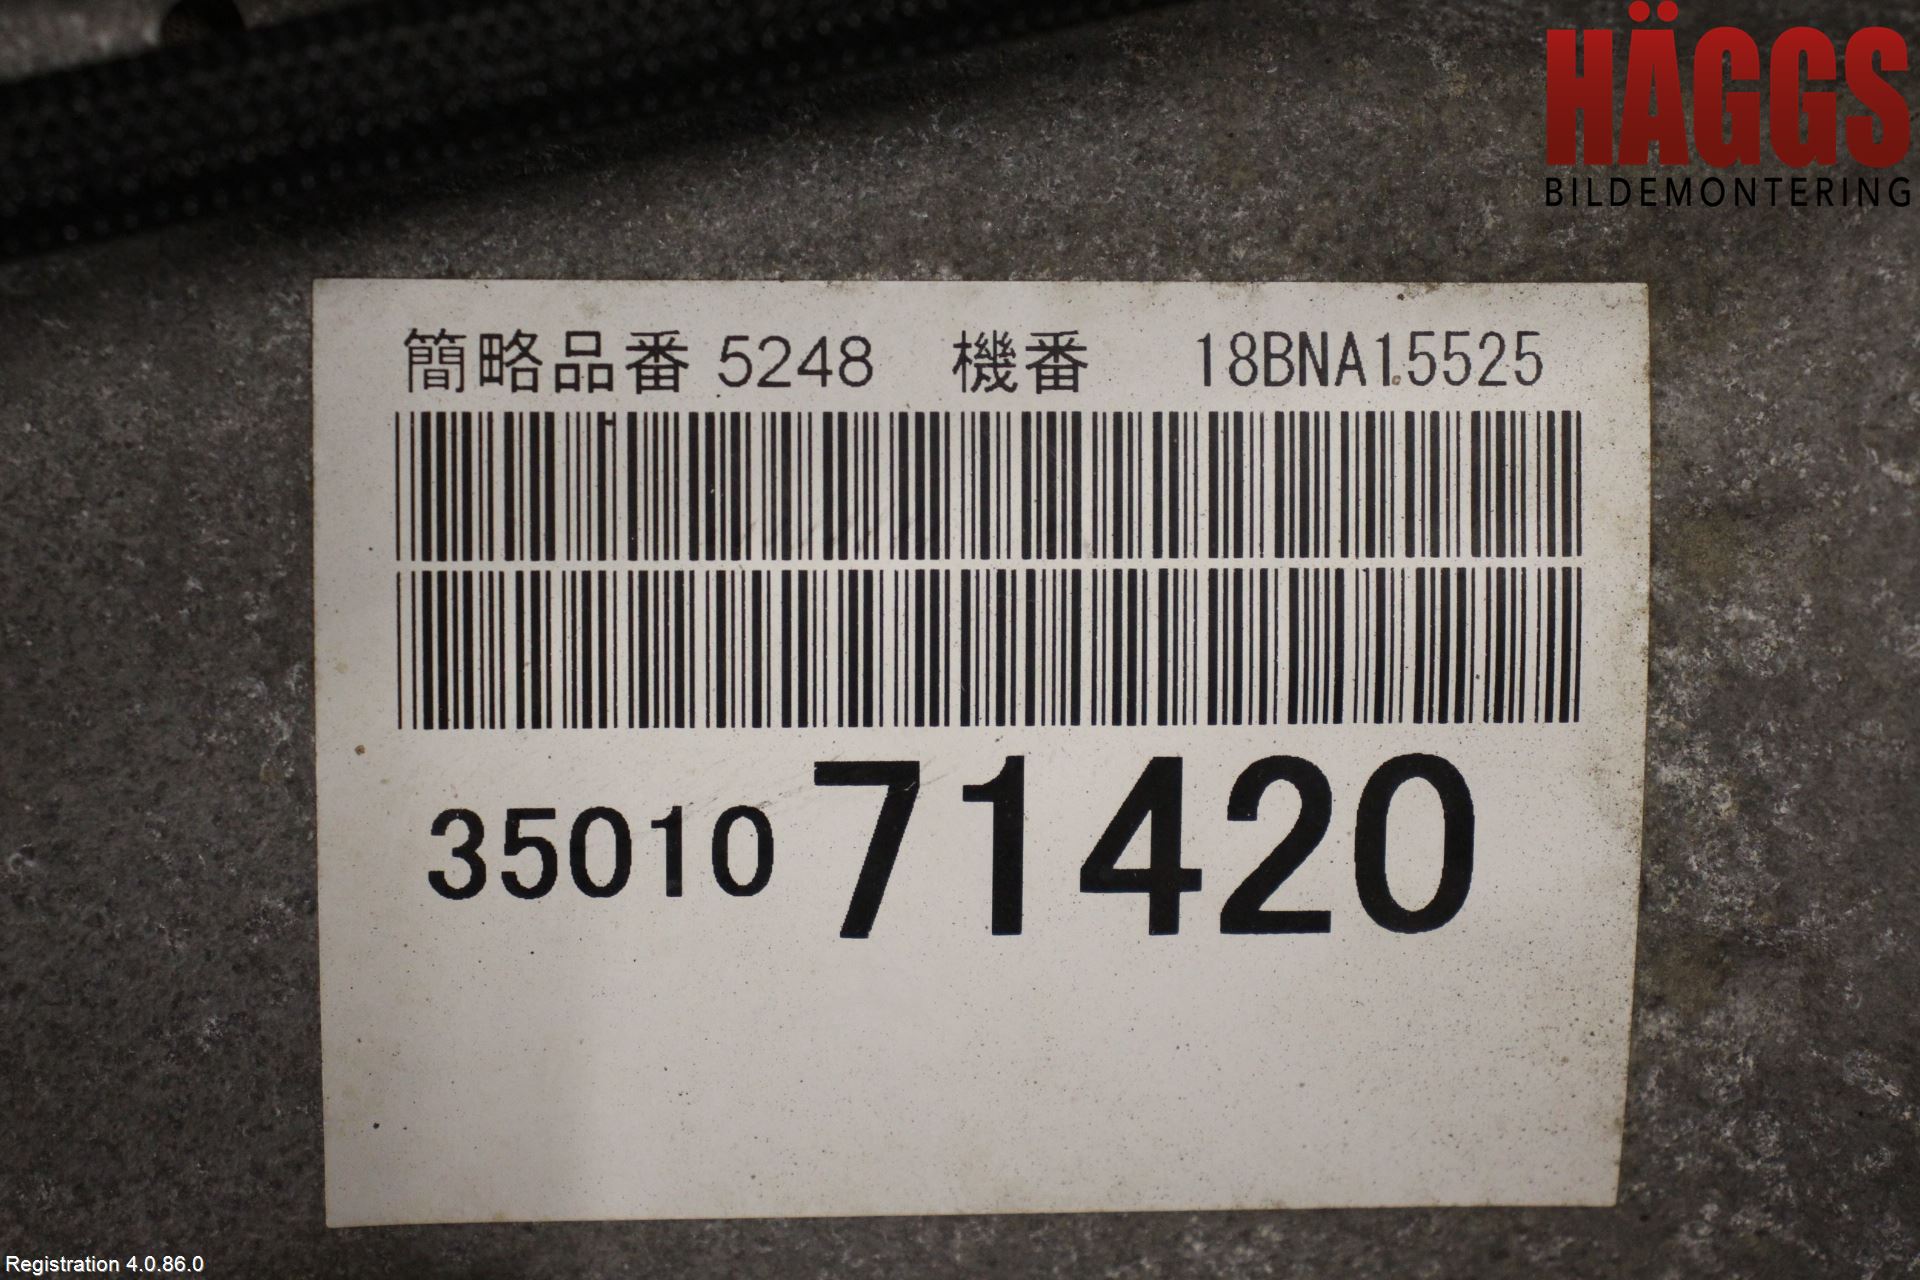 HÄGGS
BILDEMONTERING
簡略品番 5248 機番 18BNA15525
35010 71420
Registration 4.0.86.0